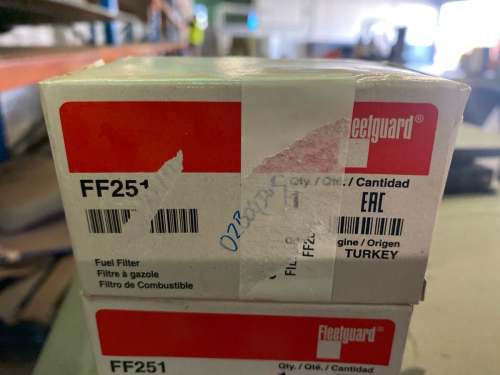 Fleetguard®
FF251
Qty. / Qté. / Cantidad
1
EAC
Origen
TURKEY
Fuel Filter
Filtre à gazole
Filtro de Combustible
Fleetguard®
FF251
Qty. / Qté. / Cantidad